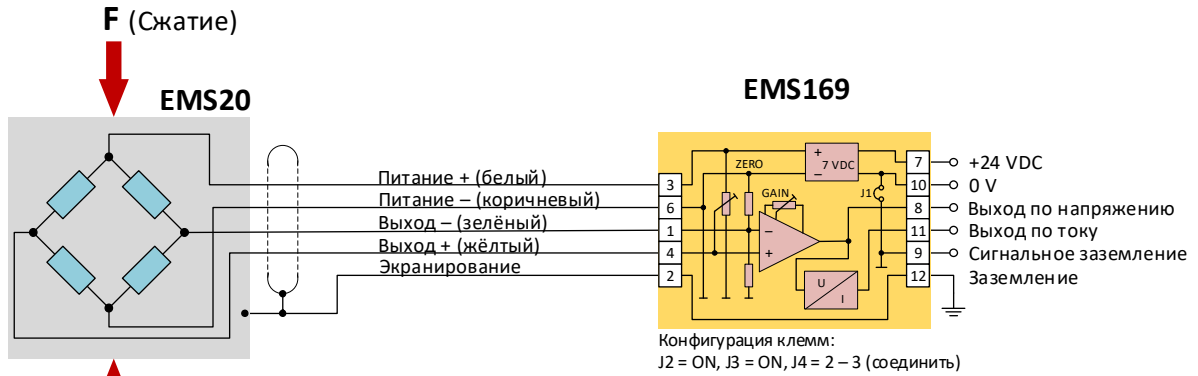 F (Сжатие)
EMS20
EMS169
Питание + (белый)
Питание – (коричневый)
Выход – (зелёный)
Выход + (жёлтый)
Экранирование
3
6
1
4
2
ZERO
GAIN
+
7 VDC
–
J1
–
+
U
I
7
10
8
11
9
12
+24 VDC
0 V
Выход по напряжению
Выход по току
Сигнальное заземление
Заземление
Конфигурация клемм:
J2 = ON, J3 = ON, J4 = 2 – 3 (соединить)